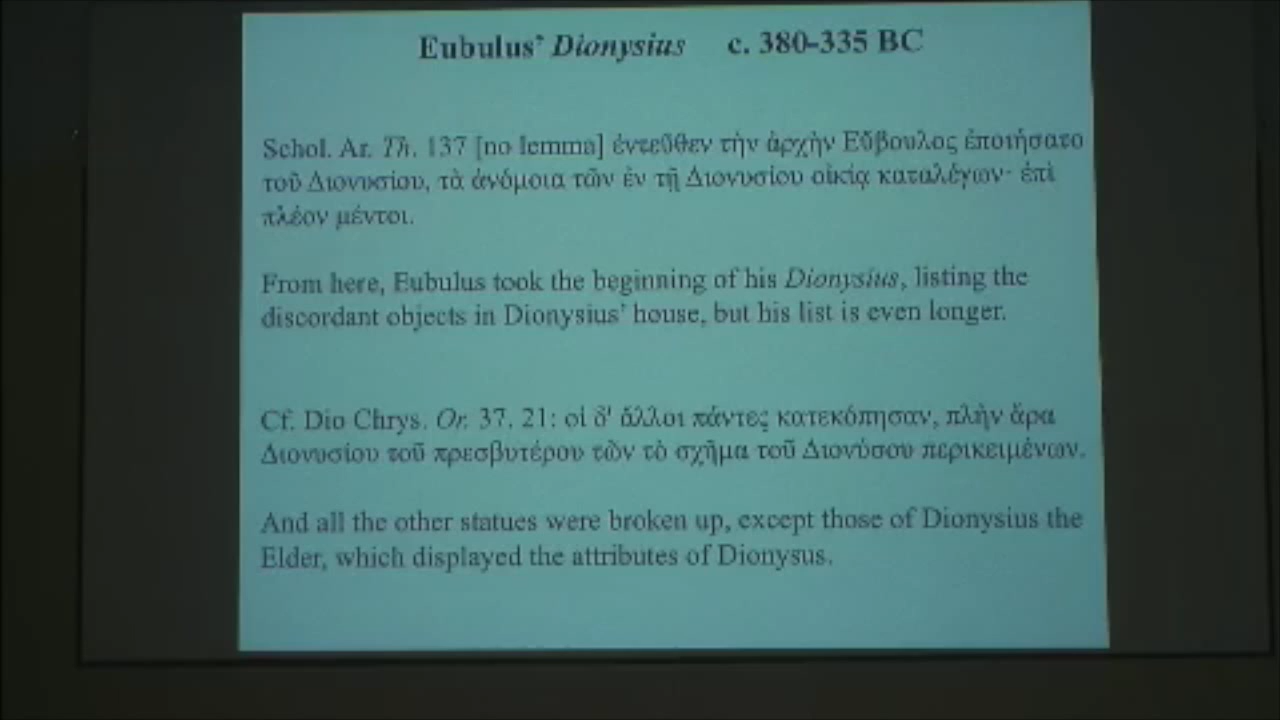 Eubulus' Dionysius c. 380-335 BC
Schol. Ar. Th. 137 [no lemma] ἐντεῦθεν τὴν ἀρχὴν Εὔβουλος ἐποιήσατο
τοῦ Διονυσίου, τὰ ἀνόμοια τῶν ἐν τῇ Διονυσίου οἰκίᾳ καταλέγων· ἐπὶ
πλέον μέντοι.
From here, Eubulus took the beginning of his Dionysius, listing the
discordant objects in Dionysius' house, but his list is even longer.
Cf. Dio Chrys. Or. 37. 21: οἱ δ' ἄλλοι πάντες κατεκόπησαν, πλὴν ἄρα
Διονυσίου τοῦ πρεσβυτέρου τῶν τὸ σχῆμα τοῦ Διονύσου περικειμένων.
And all the other statues were broken up, except those of Dionysius the
Elder, which displayed the attributes of Dionysus.